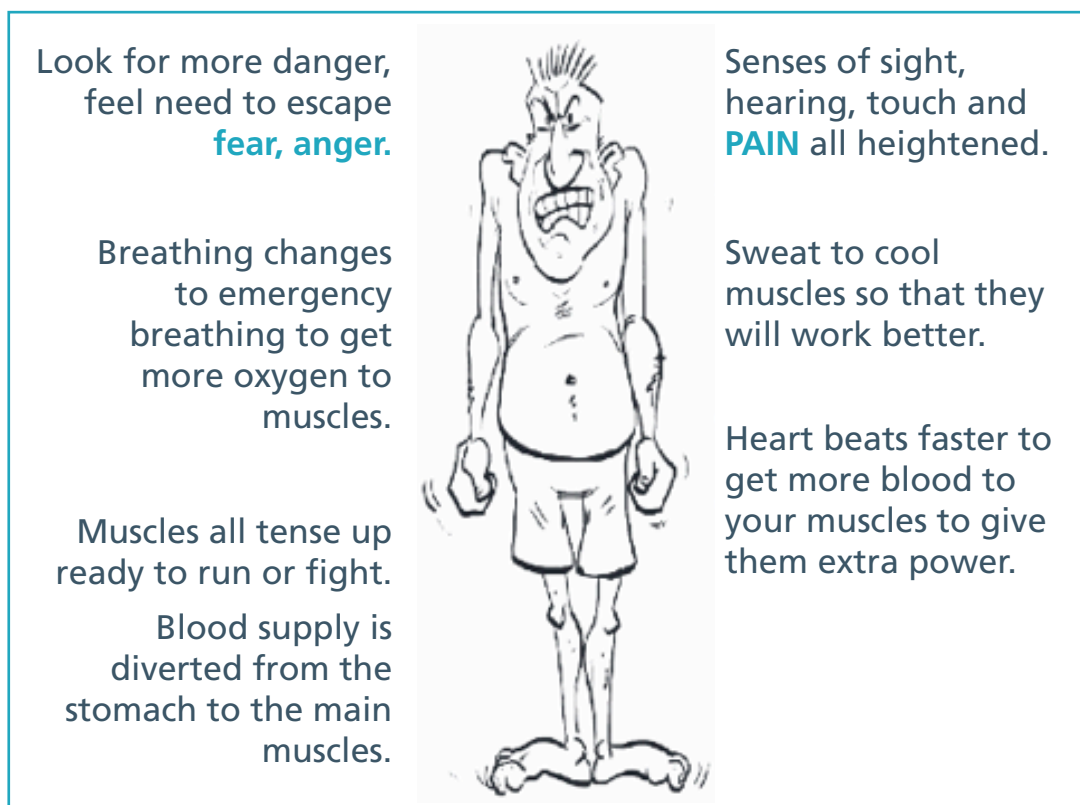 Look for more danger,
feel need to escape
fear, anger.
Breathing changes
to emergency
breathing to get
more oxygen to
muscles.
Muscles all tense up
ready to run or fight.
Blood supply is
diverted from the
stomach to the main
muscles.
Senses of sight,
hearing, touch and
PAIN all heightened.
Sweat to cool
muscles so that they
will work better.
Heart beats faster to
get more blood to
your muscles to give
them extra power.